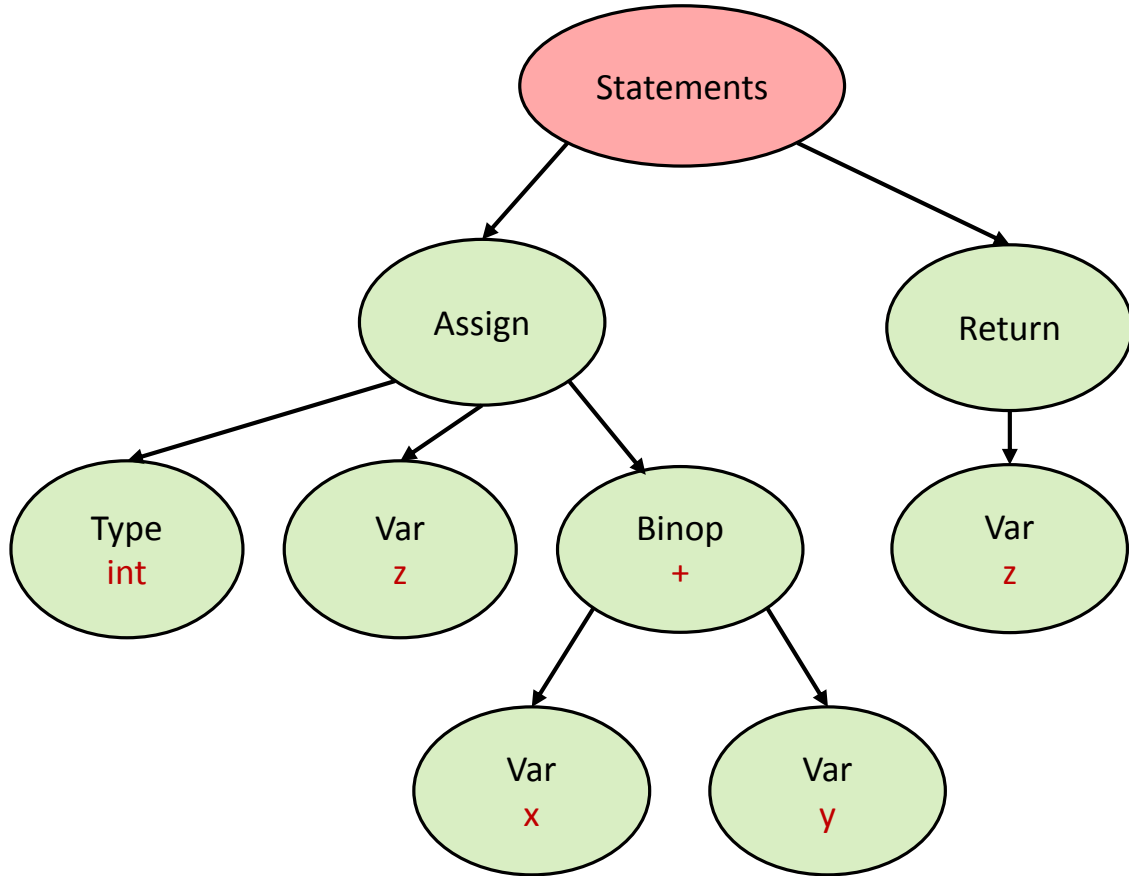 Statements
Assign
Return
Type
int
Var
z
Binop
+
Var
z
Var
x
Var
y